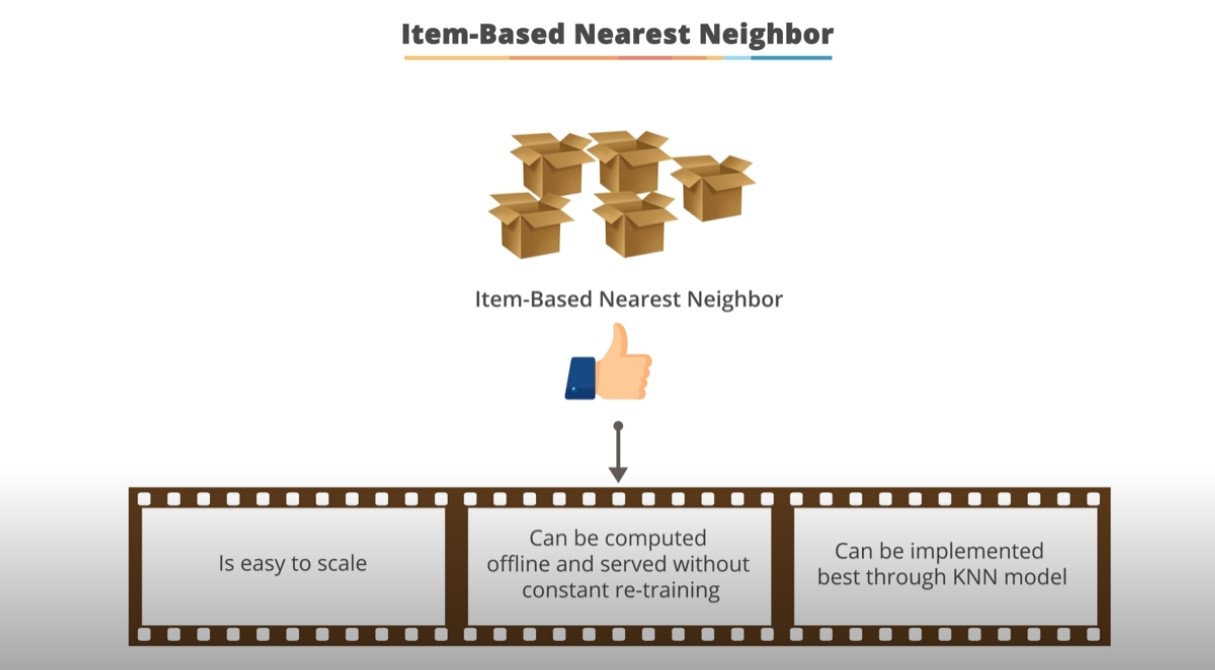 Item-Based Nearest Neighbor
Item-Based Nearest Neighbor
Is easy to scale
Can be computed
offline and served without
constant re-training
Can be implemented
best through KNN model